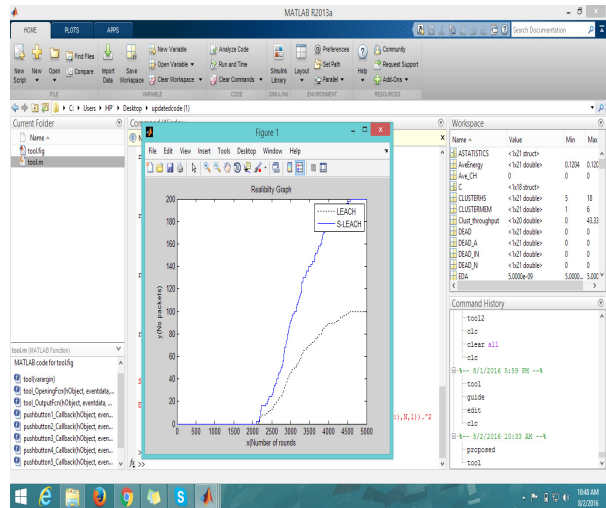 MATLAB R2013a
HOME PLOTS APPS
Search Documentation
New Script
New
Open
Find Files
Compare
Import Data
Save Workspace
New Variable
Open Variable
Clear Workspace
Analyze Code
Run and Time
Clear Commands
Simulink Library
Layout
Preferences
Set Path
Parallel
Help
Community
Request Support
Add-Ons
FILE VARIABLE CODE SIMULINK ENVIRONMENT RESOURCES
C: Users HP Desktop updatedcode (1)
Current Folder
Name
tool.fig
tool.m
tool.m (MATLAB Function)
MATLAB code for tool.fig
tool(varargin)
tool_OpeningFcn(hObject, eventdata,...
tool_OutputFcn(hObject, eventdata, ...
pushbutton1_Callback(hObject, even...
pushbutton2_Callback(hObject, even...
pushbutton3_Callback(hObject, even...
pushbutton4_Callback(hObject, even...
pushbutton5_Callback(hObject, even...
Figure 1
File Edit View Insert Tools Desktop Window Help
Realibilty Graph
LEACH
S-LEACH
y(No packets)
200
180
160
140
120
100
80
60
40
20
0
0 500 1000 1500 2000 2500 3000 3500 4000 4500 5000
x|Number of rounds
s),H,1)).^2
fx >>
Workspace
Name Value Min Max
ASTATISTICS <1x21 struct>
AveEnergy <1x21 double> 0.1204 0.120
Ave_CH 0 0 0
C <1x18 struct>
CLUSTERHS <1x21 double> 5 18
CLUSTERMEM <1x21 double> 1 6
Clust_throughput <1x20 double> 0 43.33
DEAD <1x21 double> 0 0
DEAD_A <1x21 double> 0 0
DEAD_IN <1x21 double> 0 0
DEAD_N <1x21 double> 0 0
EDA 5.0000e-09 5.0000... 5.000
Command History
tool2
clc
clear all
clc
%-- 8/1/2016 5:59 PM --%
tool
guide
edit
clc
%-- 8/2/2016 10:33 AM --%
proposed
tool
10:48 AM
8/2/2016